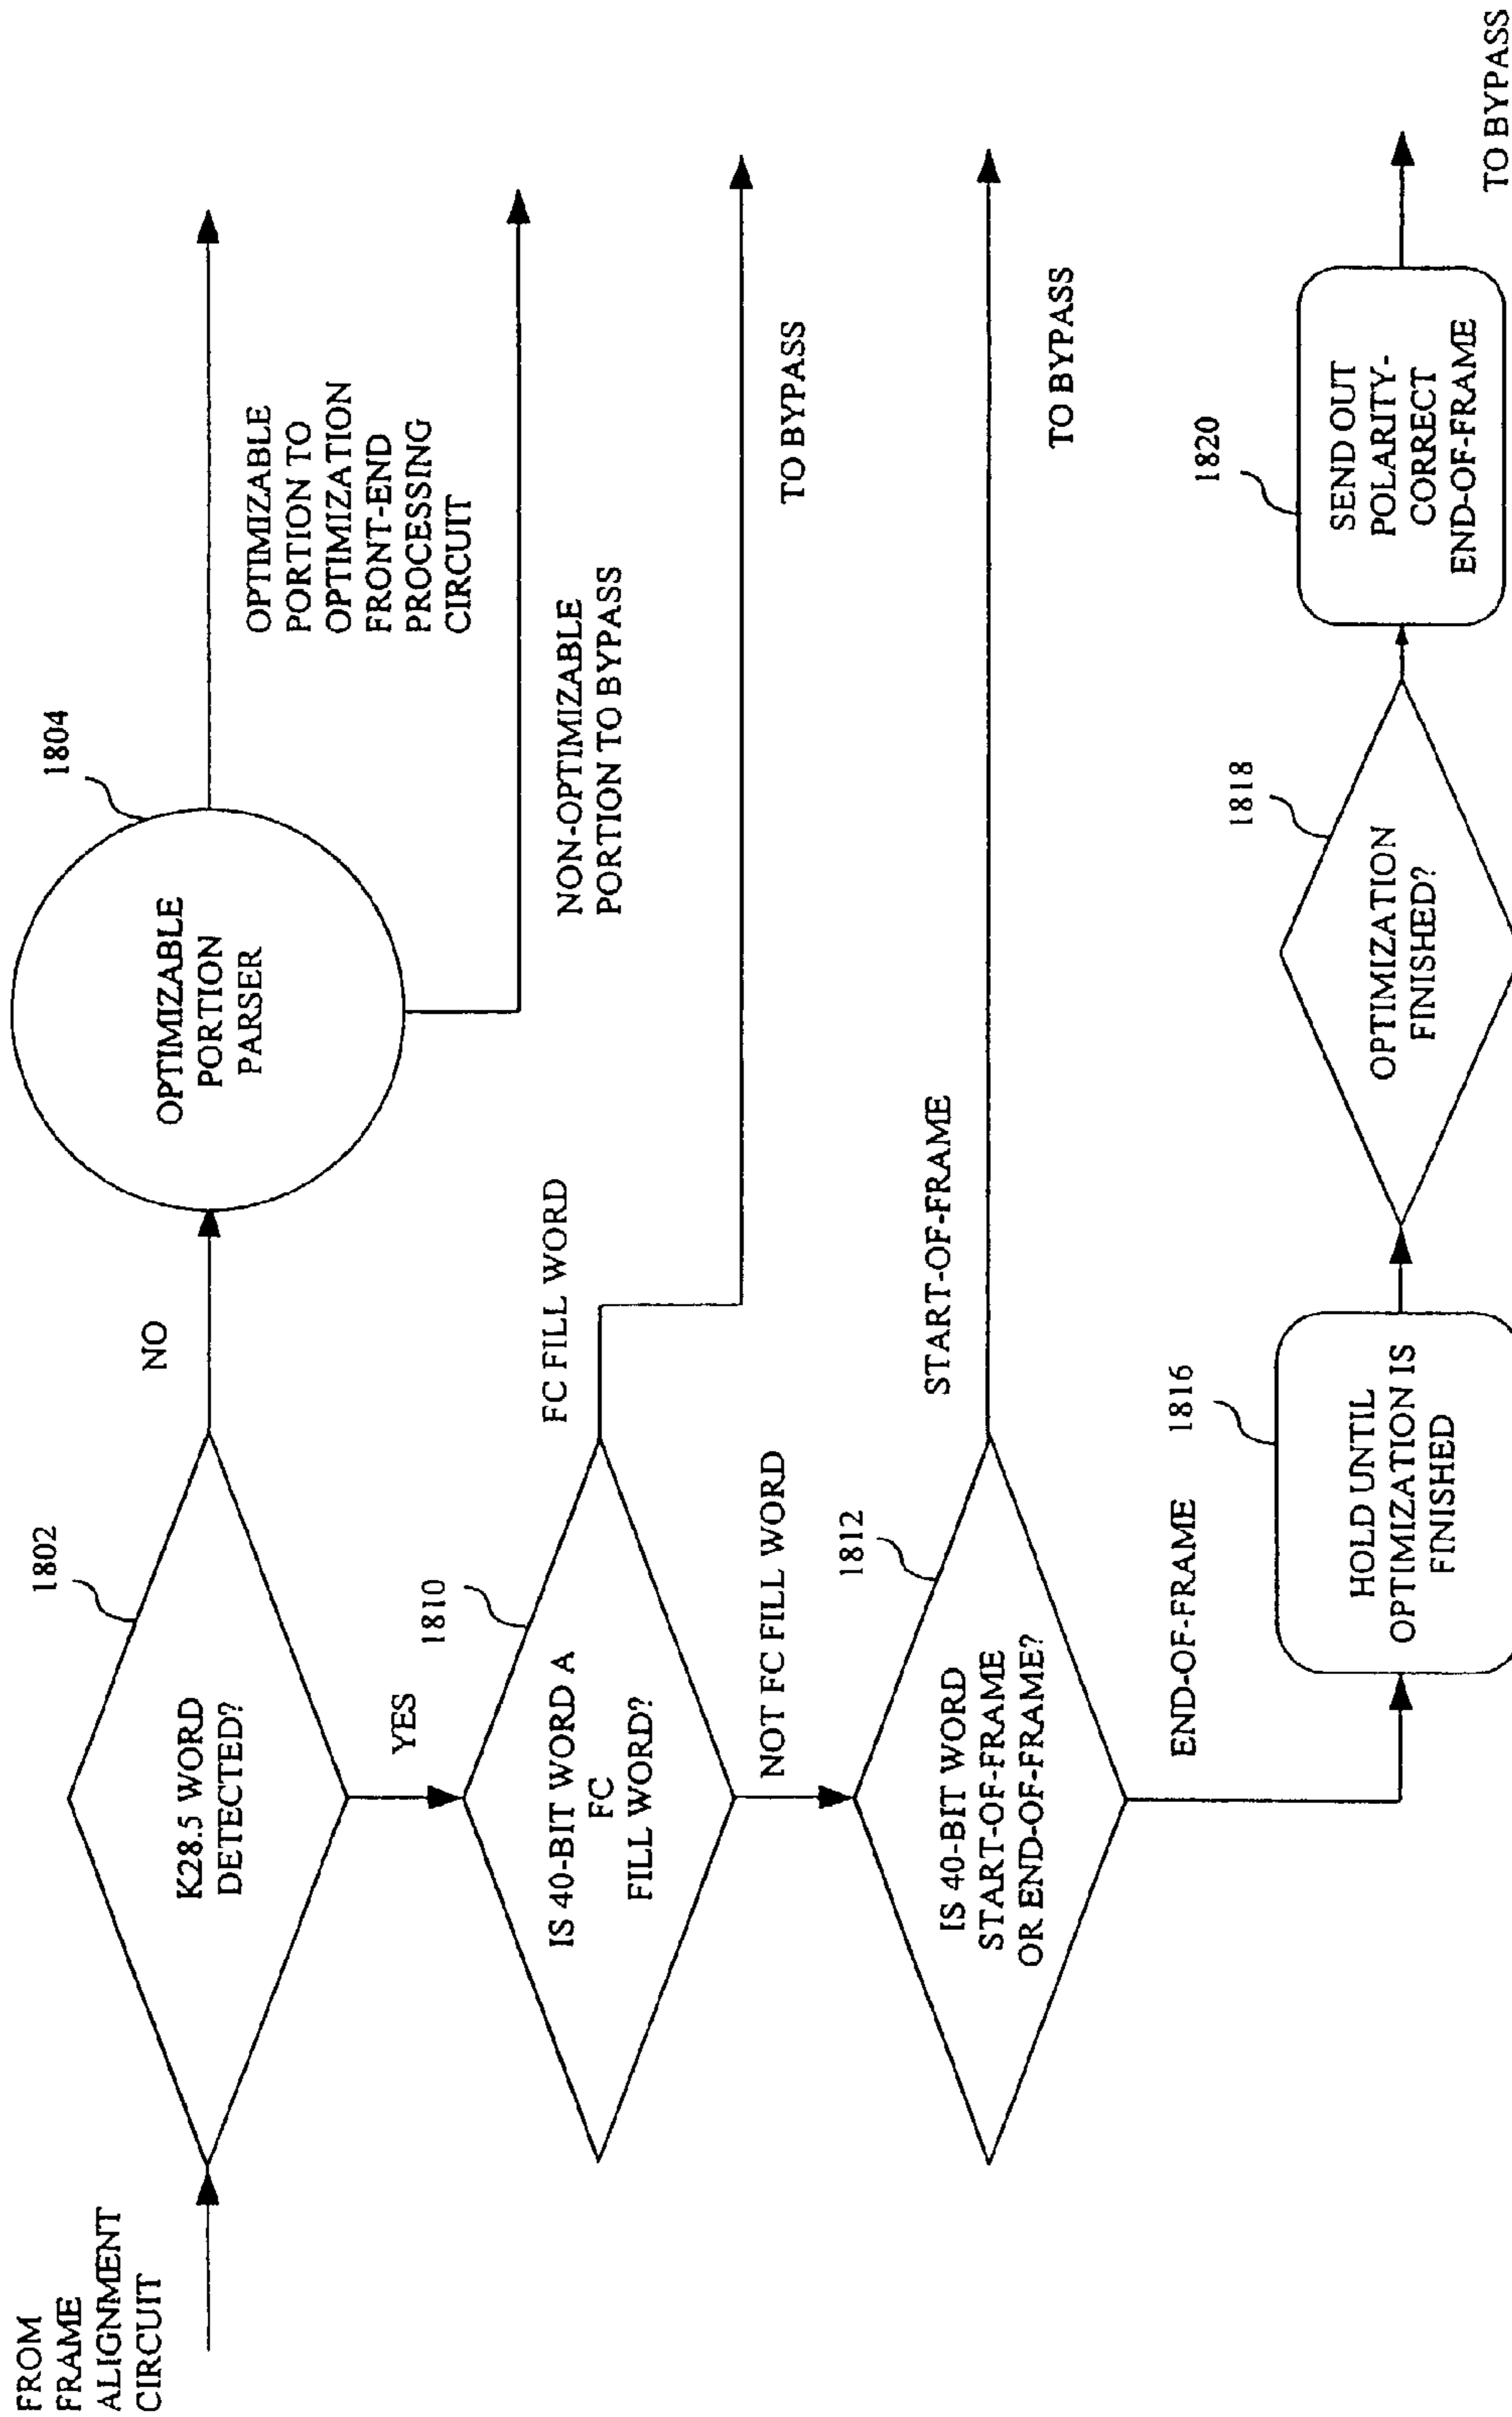 FROM
FRAME
ALIGNMENT
CIRCUIT
1802
K28.5 WORD
DETECTED?
NO
YES
1804
OPTIMIZABLE
PORTION
PARSER
OPTIMIZABLE
PORTION TO
OPTIMIZATION
FRONT-END
PROCESSING
CIRCUIT
NON-OPTIMIZABLE
PORTION TO BYPASS
1810
IS 40-BIT WORD A
FC
FILL WORD?
FC FILL WORD
TO BYPASS
NOT FC FILL WORD
1812
IS 40-BIT WORD
START-OF-FRAME
OR END-OF-FRAME?
START-OF-FRAME
TO BYPASS
END-OF-FRAME
1816
HOLD UNTIL
OPTIMIZATION IS
FINISHED
1818
OPTIMIZATION
FINISHED?
1820
SEND OUT
POLARITY-
CORRECT
END-OF-FRAME
TO BYPASS